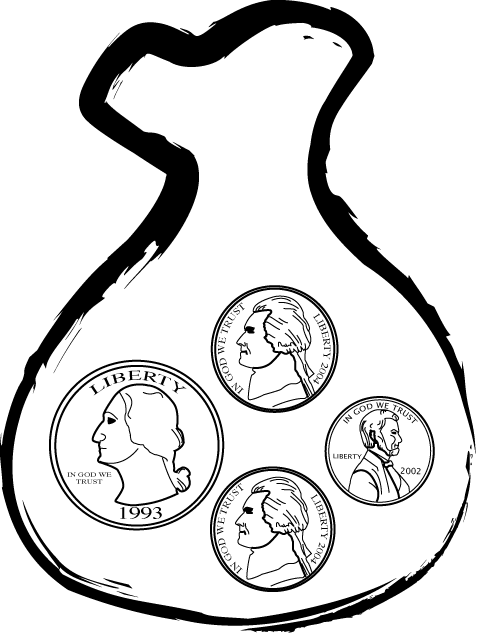 IN GOD WE TRUST
LIBERTY 2004
LIBERTY
IN GOD WE
TRUST
1993
IN GOD WE TRUST
LIBERTY
2002
IN GOD WE TRUST
LIBERTY 2004